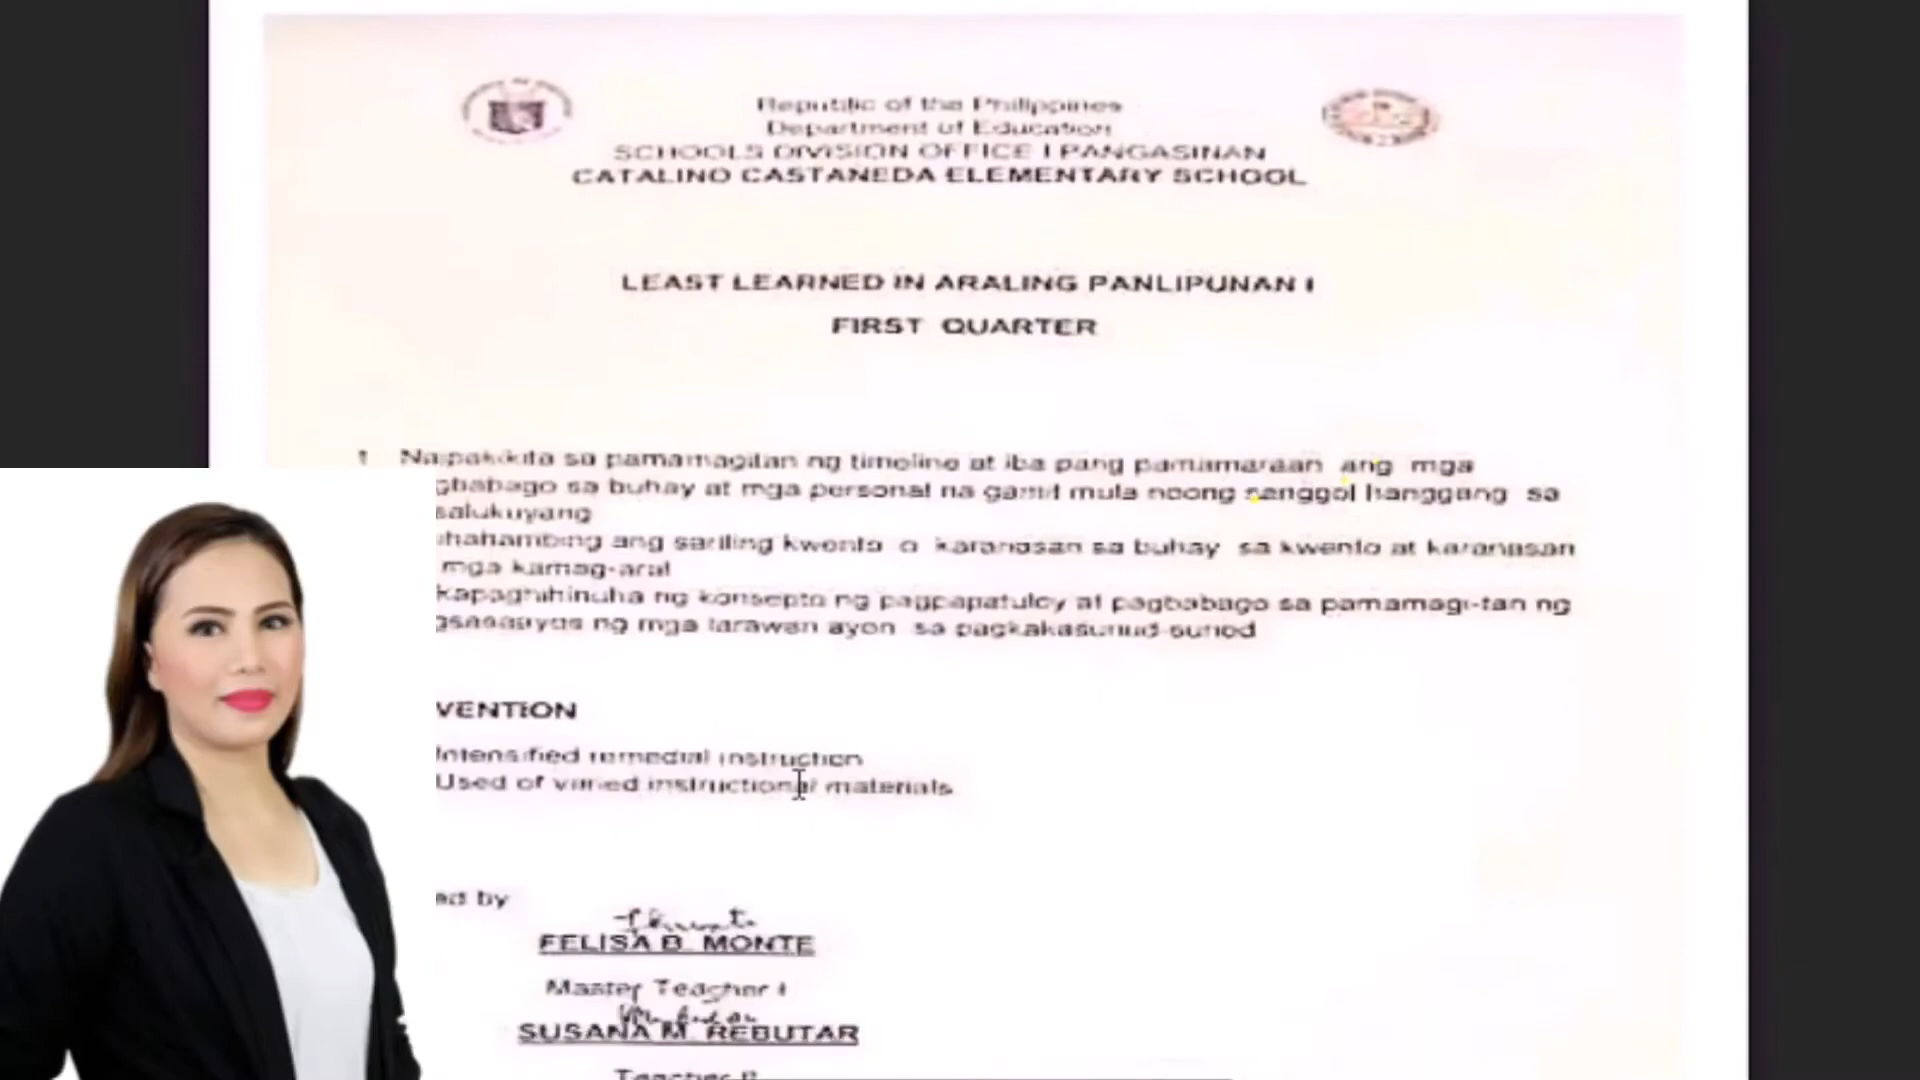 Republic of the Philippines
Department of Education
SCHOOLS DIVISION OFFICE I PANGASINAN
CATALINO CASTANEDA ELEMENTARY SCHOOL
LEAST LEARNED IN ARALING PANLIPUNAN I
FIRST QUARTER
1 Naipakikita sa pamamagitan ng timeline at iba pang pamamaraan ang mga
gbabago sa buhay at mga personal na gamit mula noong sanggol hanggang sa
salukuyang
hahambing ang sariling kwento o karanasan sa buhay sa kwento at karanasan
mga kamag-aral
kapaghihinuha ng konsepto ng pagpapatuloy at pagbabago sa pamamagi-tan ng
gsasaayos ng mga larawan ayon sa pagkakasunud-sunod
VENTION
Intensified remedial instruction
Used of varied instructional materials
ed by
FELISA B. MONTE
Master Teacher I
SUSANA M. REBUTAR
Teacher